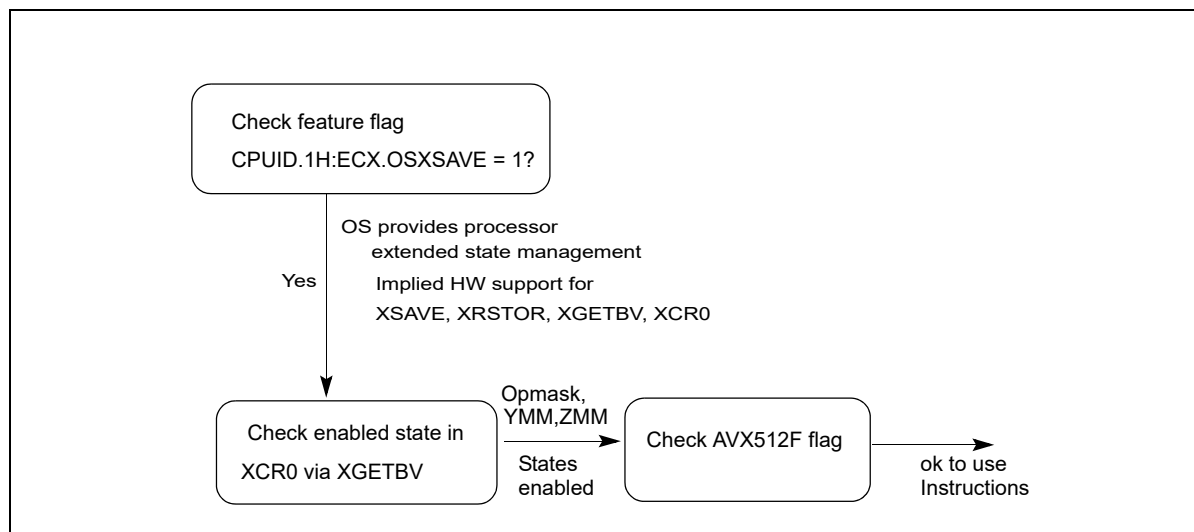 Check feature flag
CPUID.1H:ECX.OSXSAVE = 1?
OS provides processor
extended state management
Yes
Implied HW support for
XSAVE, XRSTOR, XGETBV, XCR0
Check enabled state in
XCR0 via XGETBV
Opmask,
YMM,ZMM
States
enabled
Check AVX512F flag
ok to use
Instructions